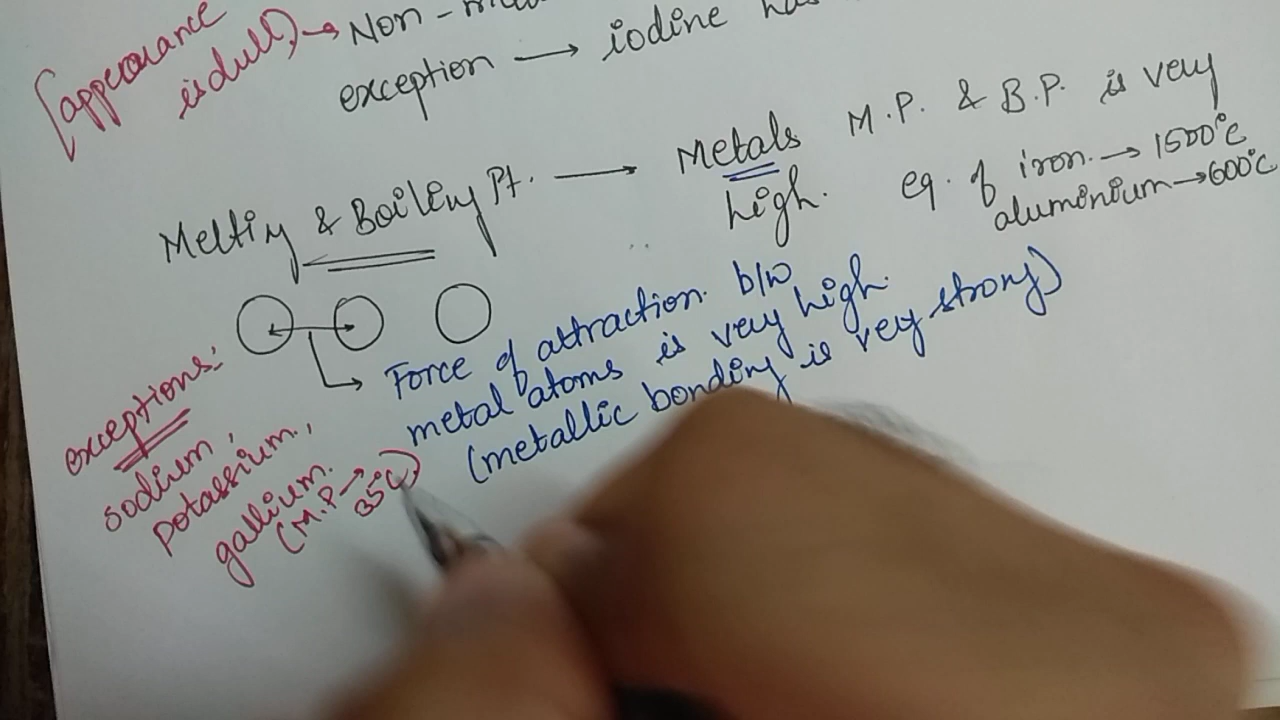 [appearance
is dull) → Non-
exception → iodine
Melting & Boiling Pt. → Metals M.P. & B.P. is very
high. eg. of iron → 1500°C
aluminium → 600°C
Force of attraction b/w
metal atoms is very high.
(metallic bonding is very strong)
exceptions:
sodium,
potassium,
gallium.
(M.P → 35°C)